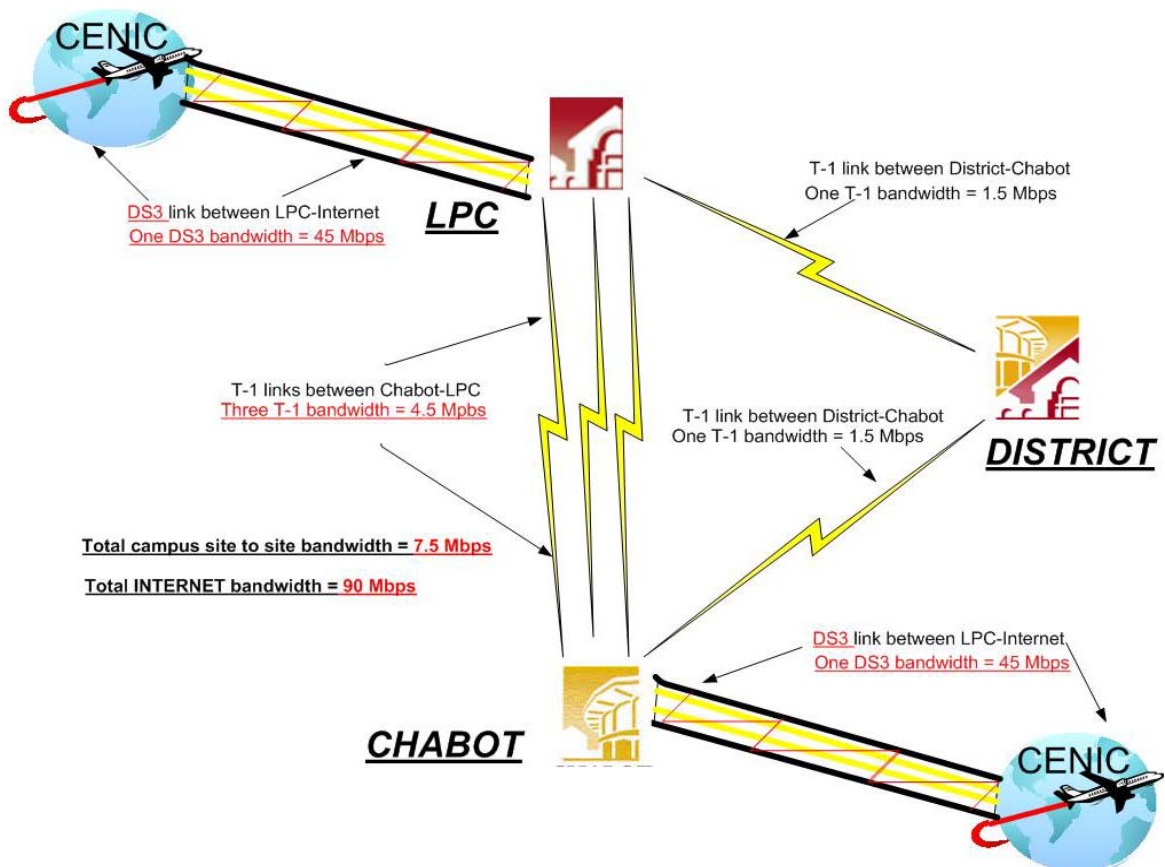 CENIC
DS3 link between LPC-Internet
One DS3 bandwidth = 45 Mbps
LPC
T-1 link between District-Chabot
One T-1 bandwidth = 1.5 Mbps
T-1 links between Chabot-LPC
Three T-1 bandwidth = 4.5 Mpbs
T-1 link between District-Chabot
One T-1 bandwidth = 1.5 Mbps
DISTRICT
Total campus site to site bandwidth = 7.5 Mbps
Total INTERNET bandwidth = 90 Mbps
DS3 link between LPC-Internet
One DS3 bandwidth = 45 Mbps
CHABOT
CENIC